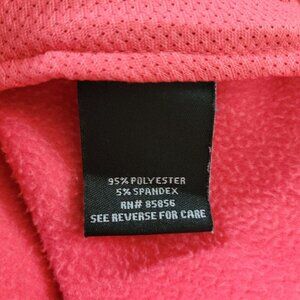 95% POLYESTER
5% SPANDEX
RN# 85856
SEE REVERSE FOR CARE